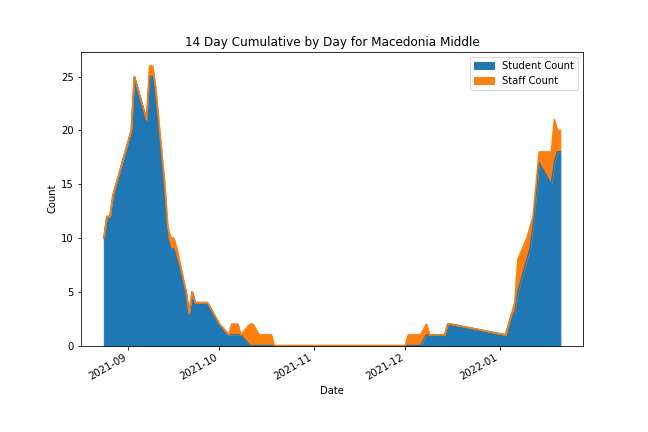 14 Day Cumulative by Day for Macedonia Middle
Student Count
Staff Count
25
20
15
10
5
0
Count
2021-09
2021-10
2021-11
2021-12
2022-01
Date